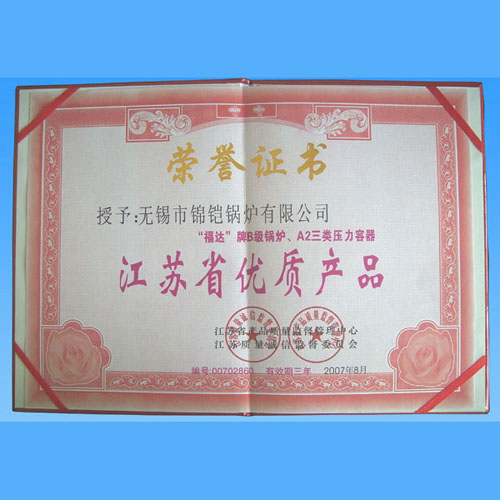 荣誉证书
授予:无锡市锦铠锅炉有限公司
“福达”牌B级锅炉、A2三类压力容器
江苏省优质产品
江苏省产品质量监督管理中心
江苏质量诚信监督委员会
编号:00702860 有效期三年 2007年8月